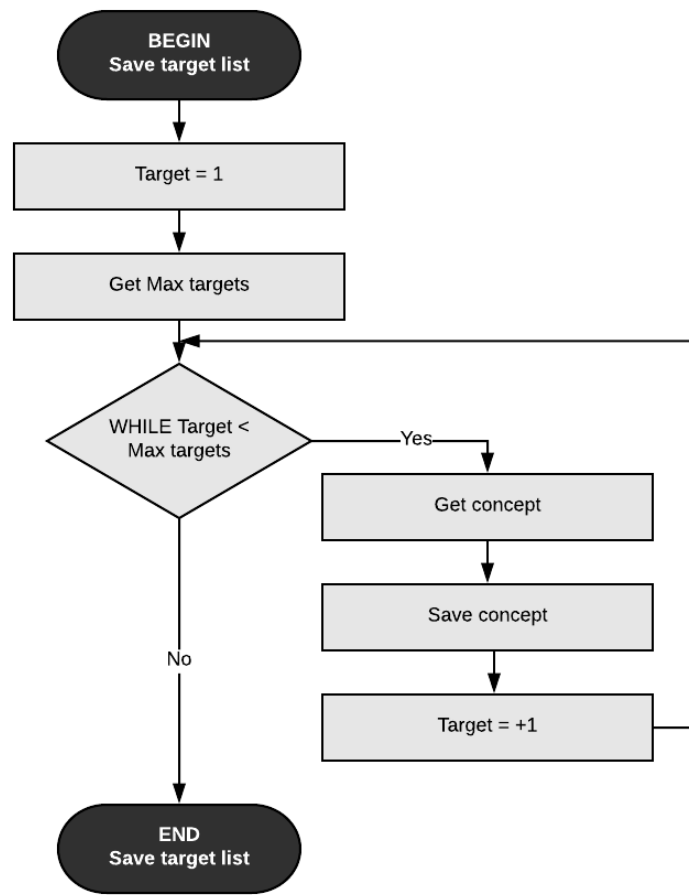 BEGIN
Save target list
Target = 1
Get Max targets
WHILE Target <
Max targets
Yes
Get concept
Save concept
Target = +1
No
END
Save target list